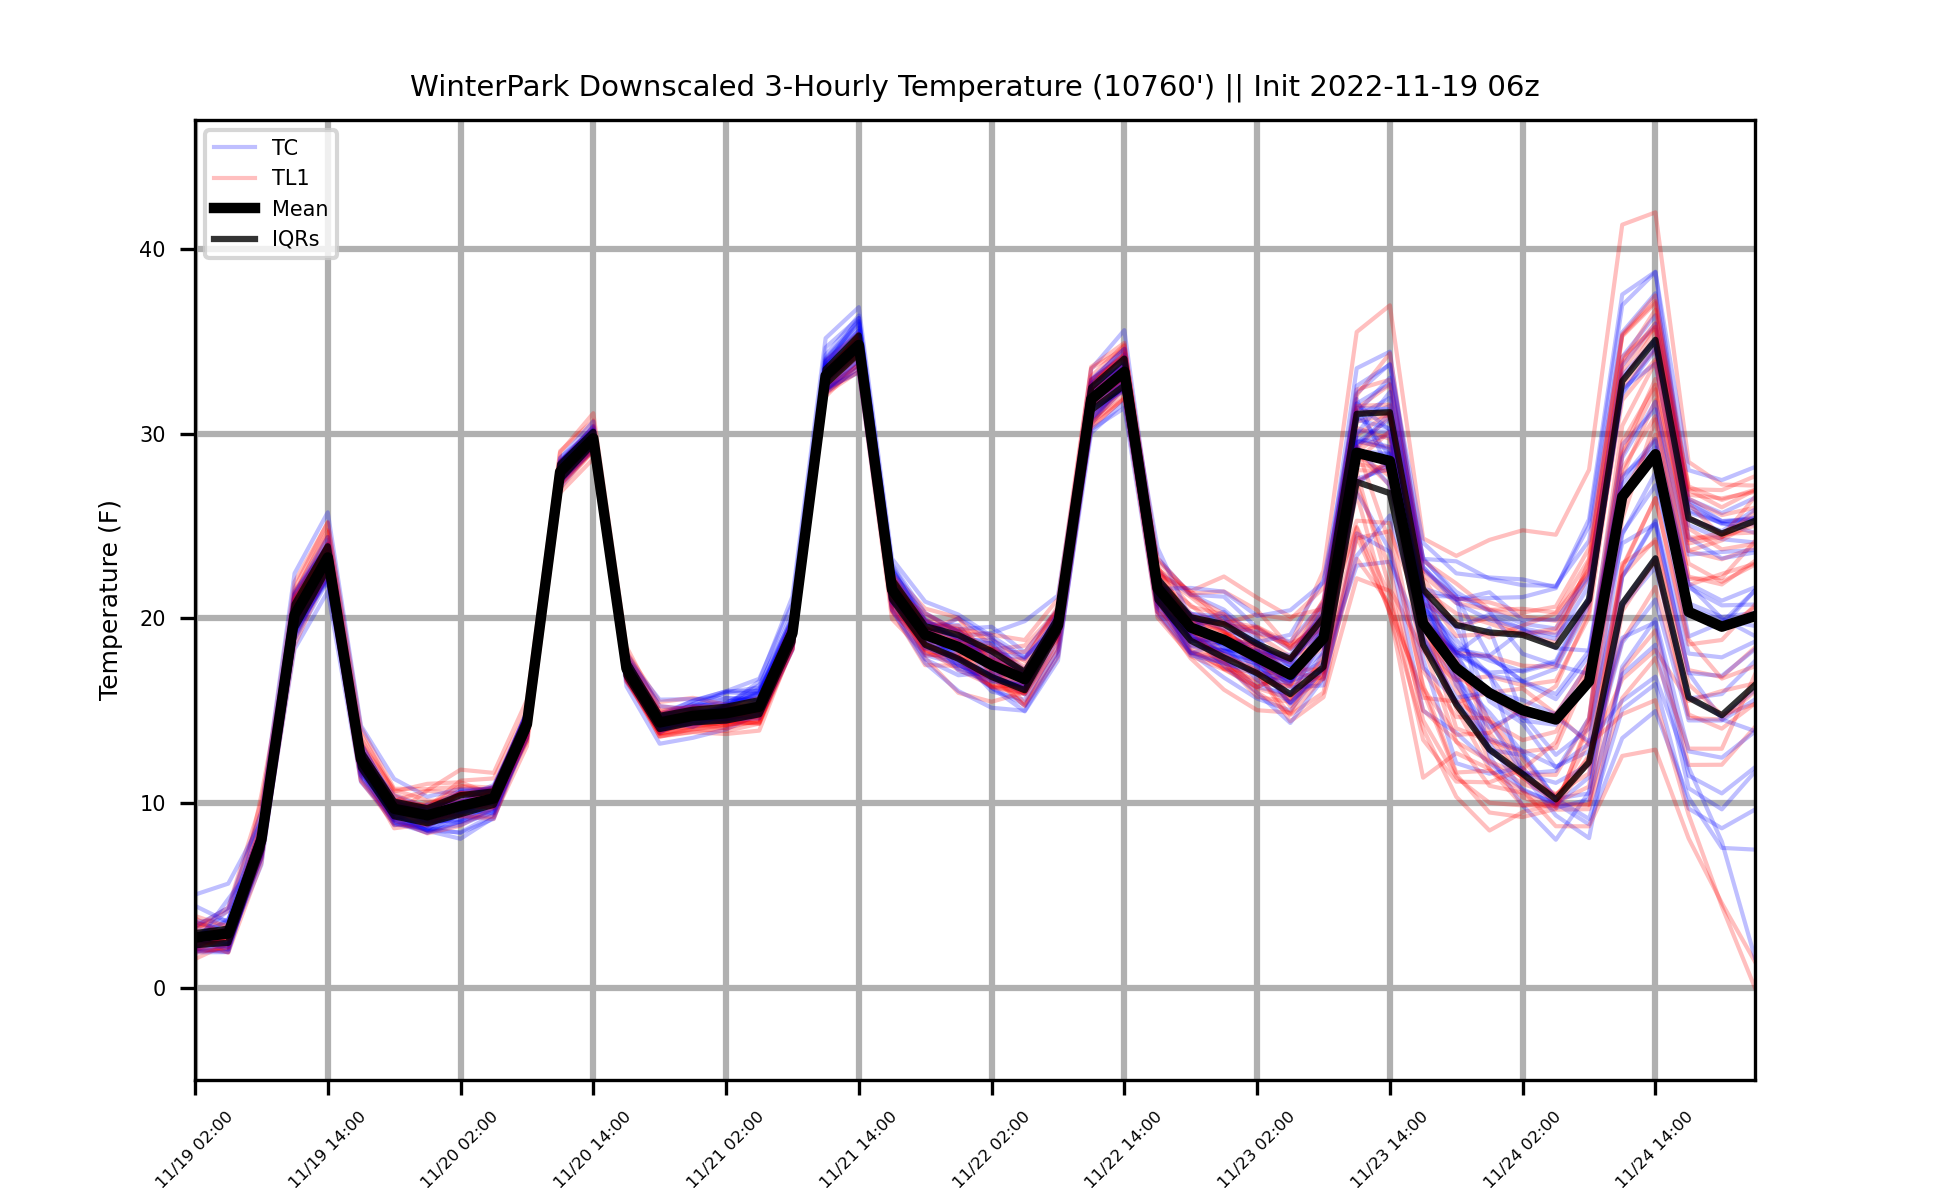 WinterPark Downscaled 3-Hourly Temperature (10760') || Init 2022-11-19 06z
TC
TL1
Mean
IQRs
Temperature (F)
40
30
20
10
0
11/19 02:00
11/19 14:00
11/20 02:00
11/20 14:00
11/21 02:00
11/21 14:00
11/22 02:00
11/22 14:00
11/23 02:00
11/23 14:00
11/24 02:00
11/24 14:00